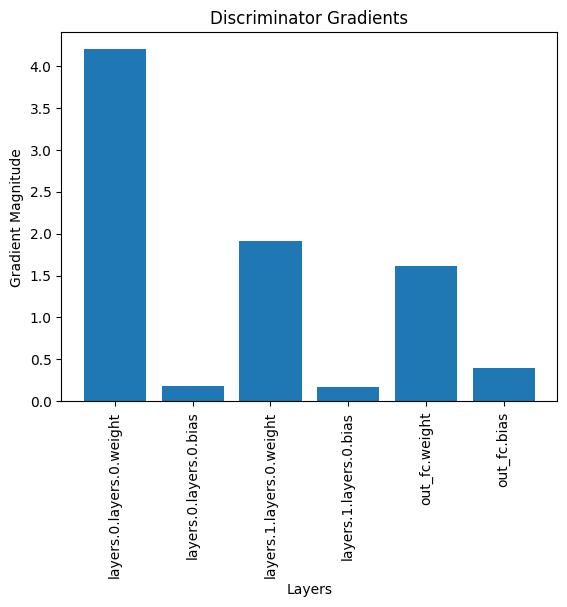 Discriminator Gradients
Gradient Magnitude
4.0
3.5
3.0
2.5
2.0
1.5
1.0
0.5
0.0
layers.0.layers.0.weight
layers.0.layers.0.bias
layers.1.layers.0.weight
layers.1.layers.0.bias
out_fc.weight
out_fc.bias
Layers